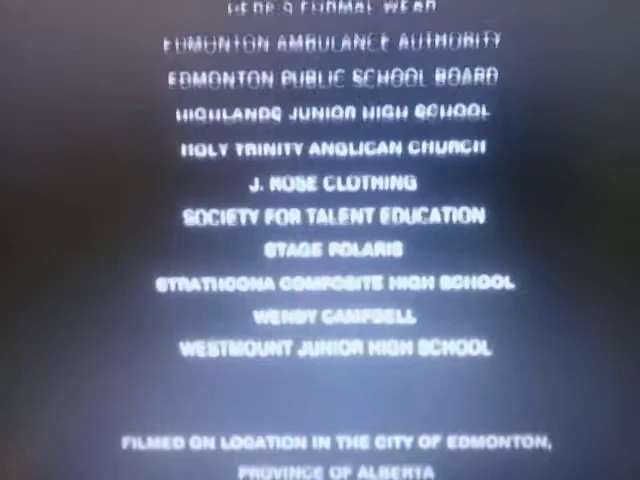 FORMAL WEAR
EDMONTON AMBULANCE AUTHORITY
EDMONTON PUBLIC SCHOOL BOARD
HIGHLANDS JUNIOR HIGH SCHOOL
HOLY TRINITY ANGLICAN CHURCH
J. ROSE CLOTHING
SOCIETY FOR TALENT EDUCATION
STAGE POLARIS
STRATHCONA COMPOSITE HIGH SCHOOL
WENDY CAMPBELL
WESTMOUNT JUNIOR HIGH SCHOOL
FILMED ON LOCATION IN THE CITY OF EDMONTON,
PROVINCE OF ALBERTA